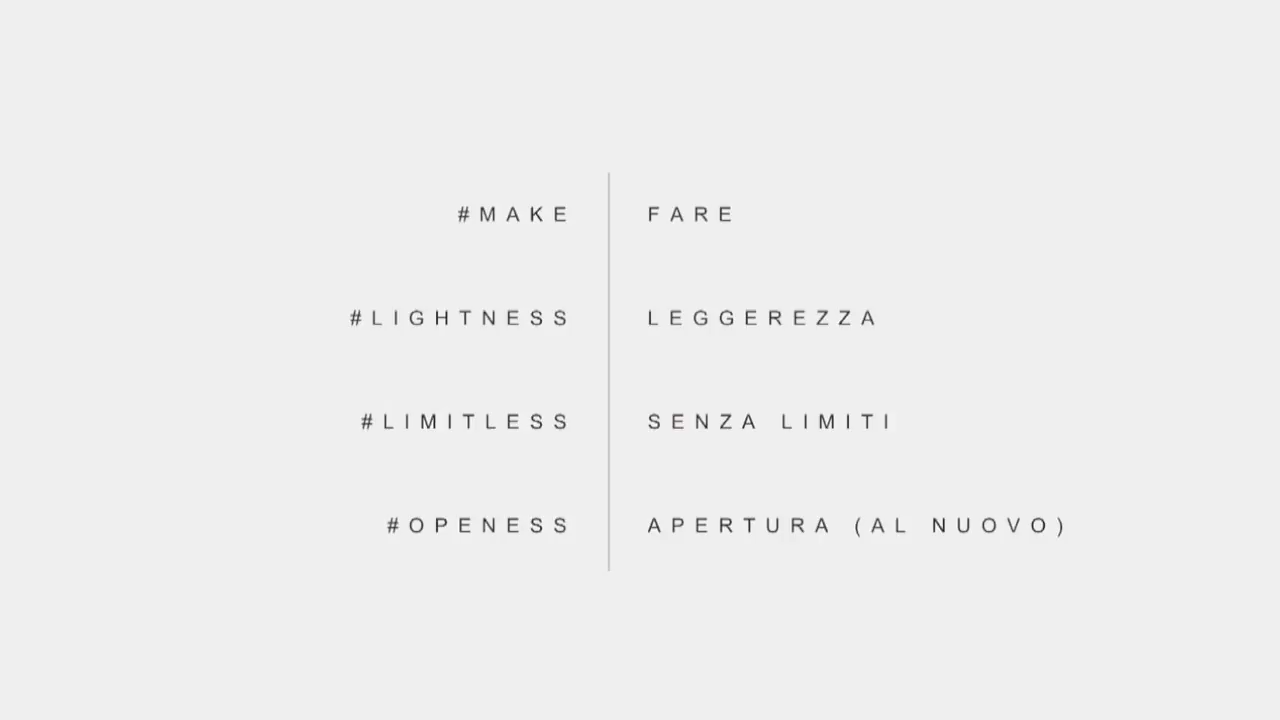 #MAKE FARE
#LIGHTNESS LEGGEREZZA
#LIMITLESS SENZA LIMITI
#OPENESS APERTURA (AL NUOVO)